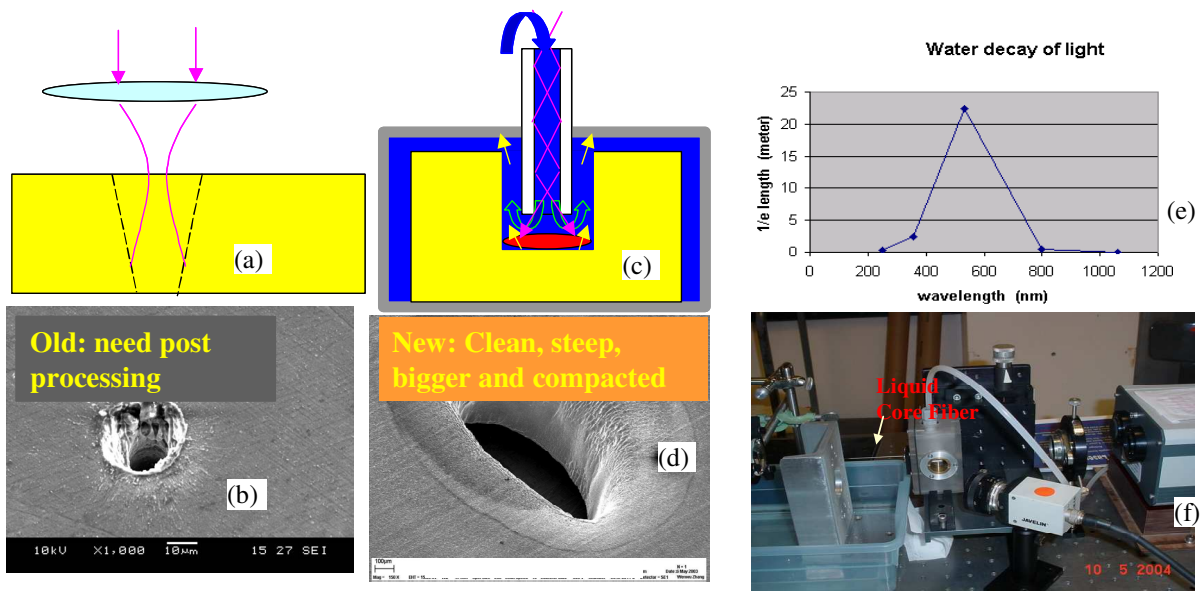 (a)
Old: need post
processing
(b)
10kV X1,000 10μm 15 27 SEI
(c)
New: Clean, steep,
bigger and compacted
(d)
100μm
Mag = 150 X
Water decay of light
1/e length (meter)
25
20
15
10
5
0
0 200 400 600 800 1000 1200
wavelength (nm)
(e)
Liquid
Core Fiber
JAVELIN
(f)
10 5 2004